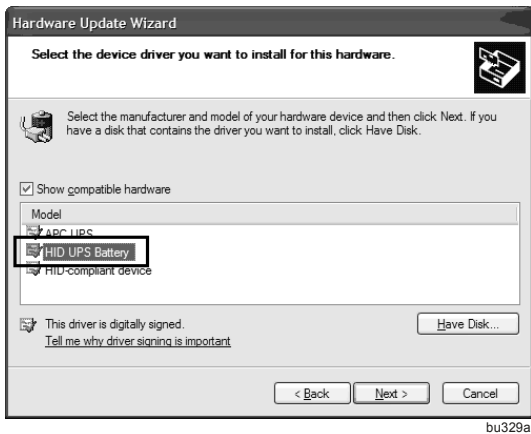 Hardware Update Wizard
Select the device driver you want to install for this hardware.
Select the manufacturer and model of your hardware device and then click Next. If you
have a disk that contains the driver you want to install, click Have Disk.
Show compatible hardware
Model
APC UPS
HID UPS Battery
HID-compliant device
This driver is digitally signed.
Tell me why driver signing is important
Have Disk...
< Back
Next >
Cancel
bu329a